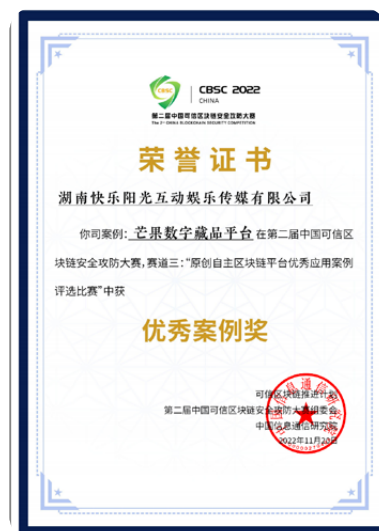 CBSC
CBSC 2022
CHINA
第二届中国可信区块链安全攻防大赛
The 2nd CHINA BLOCKCHAIN SECURITY COMPETITION
荣誉证书
湖南快乐阳光互动娱乐传媒有限公司
你司案例:芒果数字藏品平台在第二届中国可信区
块链安全攻防大赛,赛道三:“原创自主区块链平台优秀应用案例
评选比赛”中获
优秀案例奖
可信区块链推进计划
第二届中国可信区块链安全攻防大赛组委会
中国信息通信研究院
2022年11月20日